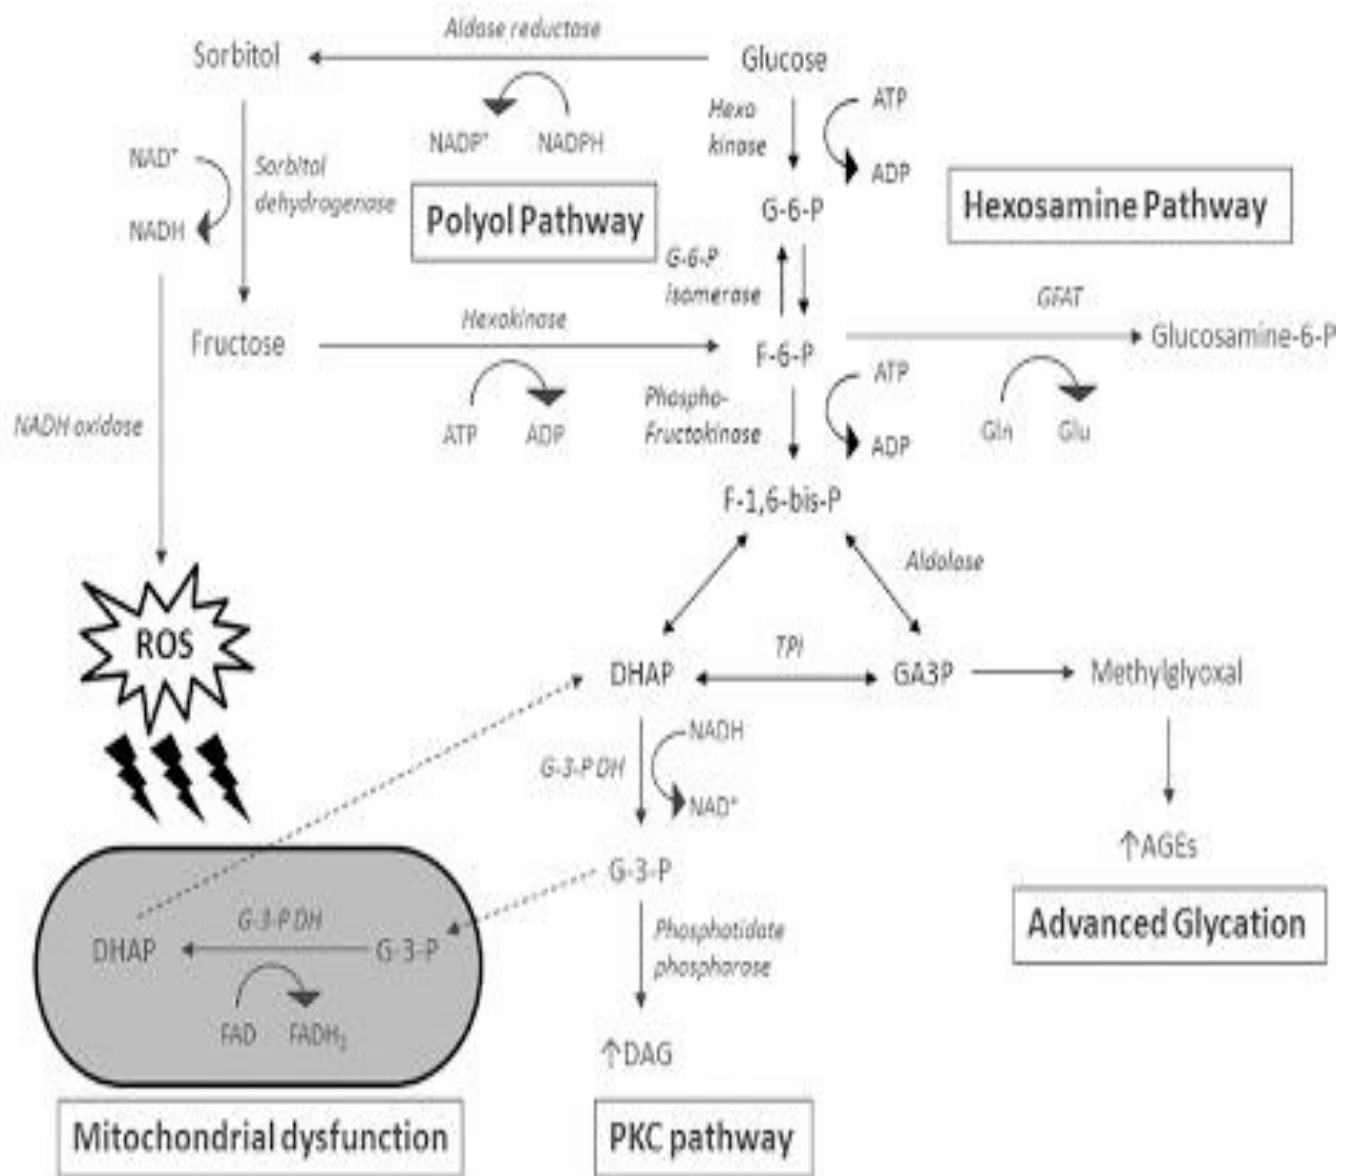 Aldose reductase
Sorbitol
Glucose
NADP⁺
NADPH
Hexo
kinase
ATP
ADP
NAD⁺
NADH
Sorbitol
dehydrogenase
Polyol Pathway
G-6-P
Hexosamine Pathway
G-6-P
isomerase
Fructose
Hexokinase
ATP
ADP
F-6-P
GFAT
Glucosamine-6-P
Gln
Glu
Phospho-
Fructokinase
ATP
ADP
NADH oxidase
F-1,6-bis-P
Aldolase
ROS
DHAP
TPI
GA3P
Methylglyoxal
G-3-P DH
NADH
NAD⁺
↑AGEs
Advanced Glycation
G-3-P
G-3-P DH
DHAP
G-3-P
FAD
FADH₂
Phosphatidate
phospharose
↑DAG
Mitochondrial dysfunction
PKC pathway